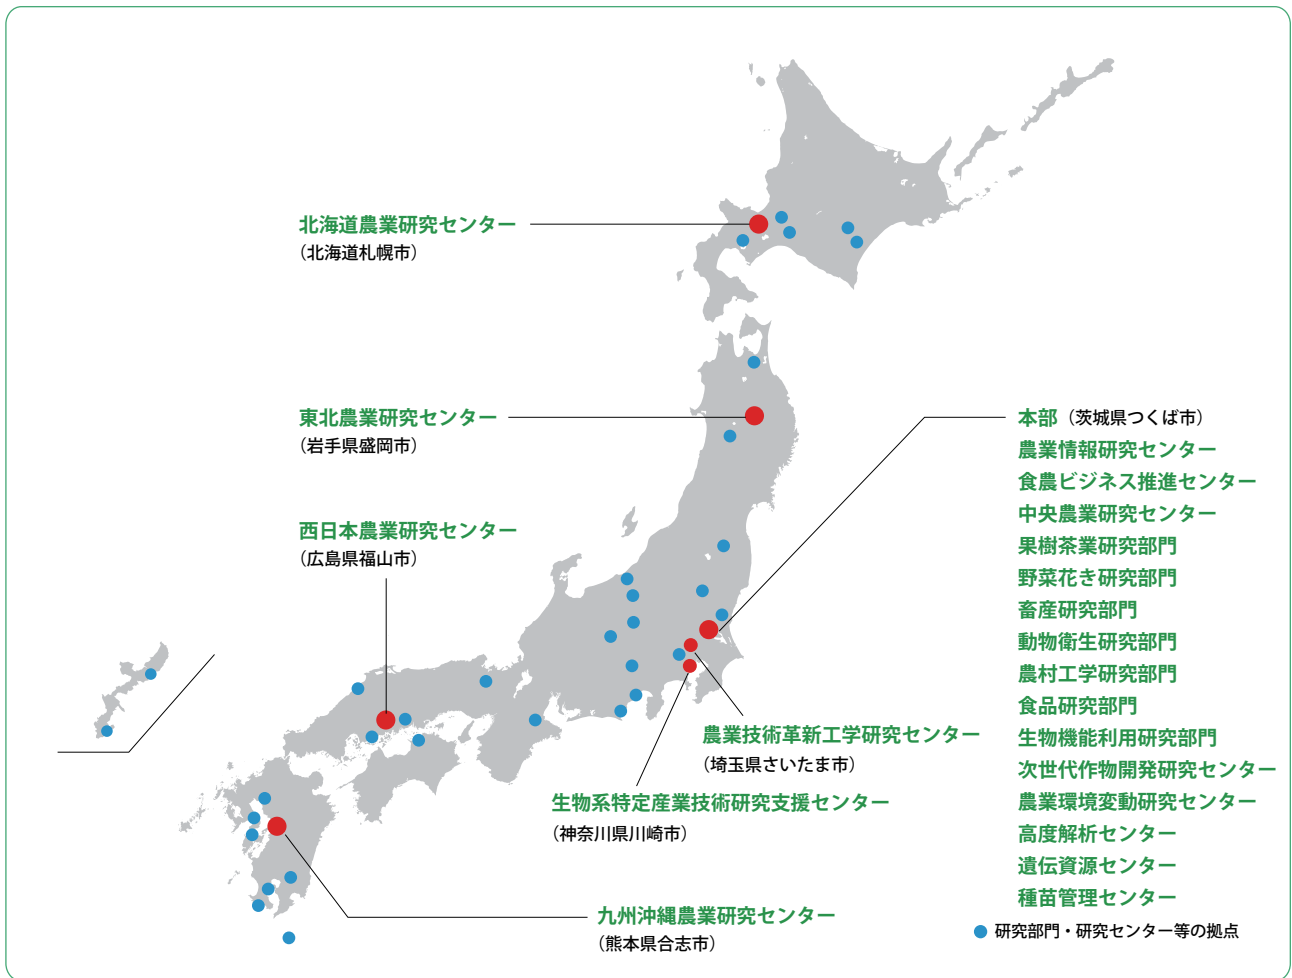 北海道農業研究センター
（北海道札幌市）
東北農業研究センター
（岩手県盛岡市）
西日本農業研究センター
（広島県福山市）
本部（茨城県つくば市）
農業情報研究センター
食農ビジネス推進センター
中央農業研究センター
果樹茶業研究部門
野菜花き研究部門
畜産研究部門
動物衛生研究部門
農村工学研究部門
食品研究部門
生物機能利用研究部門
次世代作物開発研究センター
農業環境変動研究センター
高度解析センター
遺伝資源センター
種苗管理センター
農業技術革新工学研究センター
（埼玉県さいたま市）
生物系特定産業技術研究支援センター
（神奈川県川崎市）
九州沖縄農業研究センター
（熊本県合志市）
研究部門・研究センター等の拠点